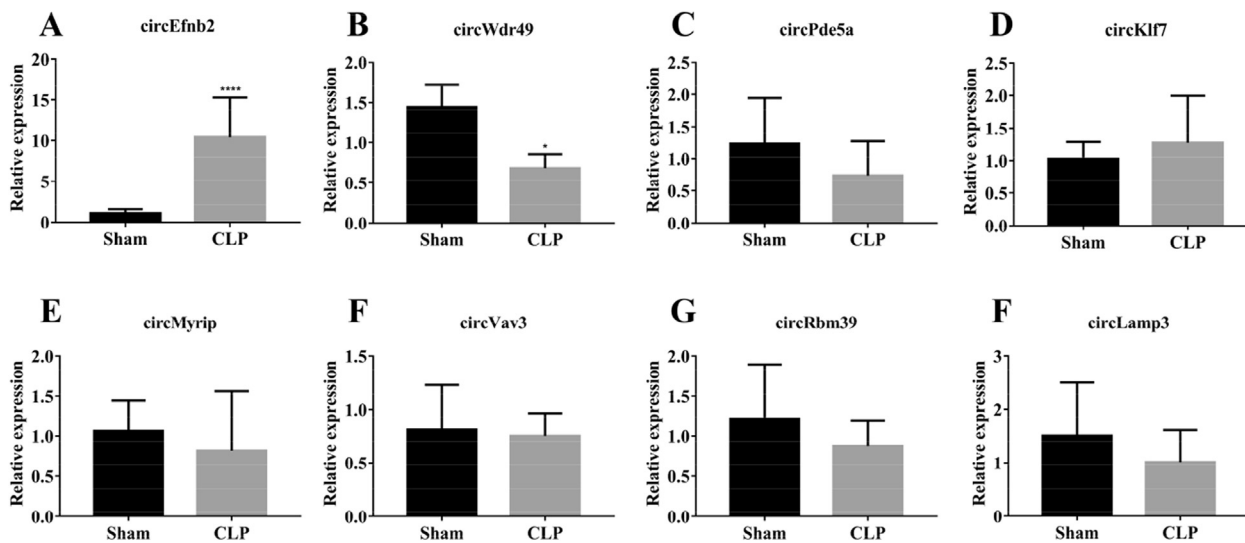 A
circEfnb2
Relative expression
20
15
10
5
0
****
Sham CLP
B
circWdr49
Relative expression
2.0
1.5
1.0
0.5
0.0
*
Sham CLP
C
circPde5a
Relative expression
2.5
2.0
1.5
1.0
0.5
0.0
Sham CLP
D
circKlf7
Relative expression
2.5
2.0
1.5
1.0
0.5
0.0
Sham CLP
E
circMyrip
Relative expression
2.0
1.5
1.0
0.5
0.0
Sham CLP
F
circVav3
Relative expression
1.5
1.0
0.5
0.0
Sham CLP
G
circRbm39
Relative expression
2.0
1.5
1.0
0.5
0.0
Sham CLP
F
circLamp3
Relative expression
3
2
1
0
Sham CLP